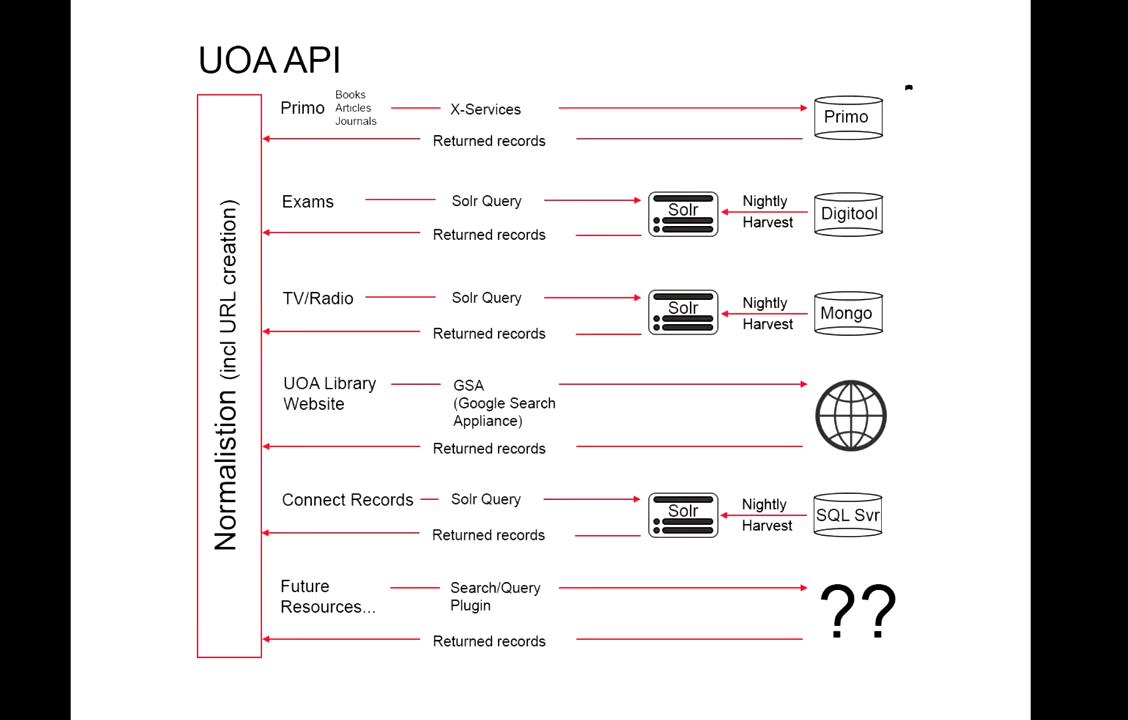 UOA API
Normalistion (incl URL creation)
Primo
Books
Articles
Journals
X-Services
Primo
Returned records
Exams
Solr Query
Solr
Nightly
Harvest
Digitool
Returned records
TV/Radio
Solr Query
Solr
Nightly
Harvest
Mongo
Returned records
UOA Library
Website
GSA
(Google Search
Appliance)
Returned records
Connect Records
Solr Query
Solr
Nightly
Harvest
SQL Svr
Returned records
Future
Resources...
Search/Query
Plugin
??
Returned records